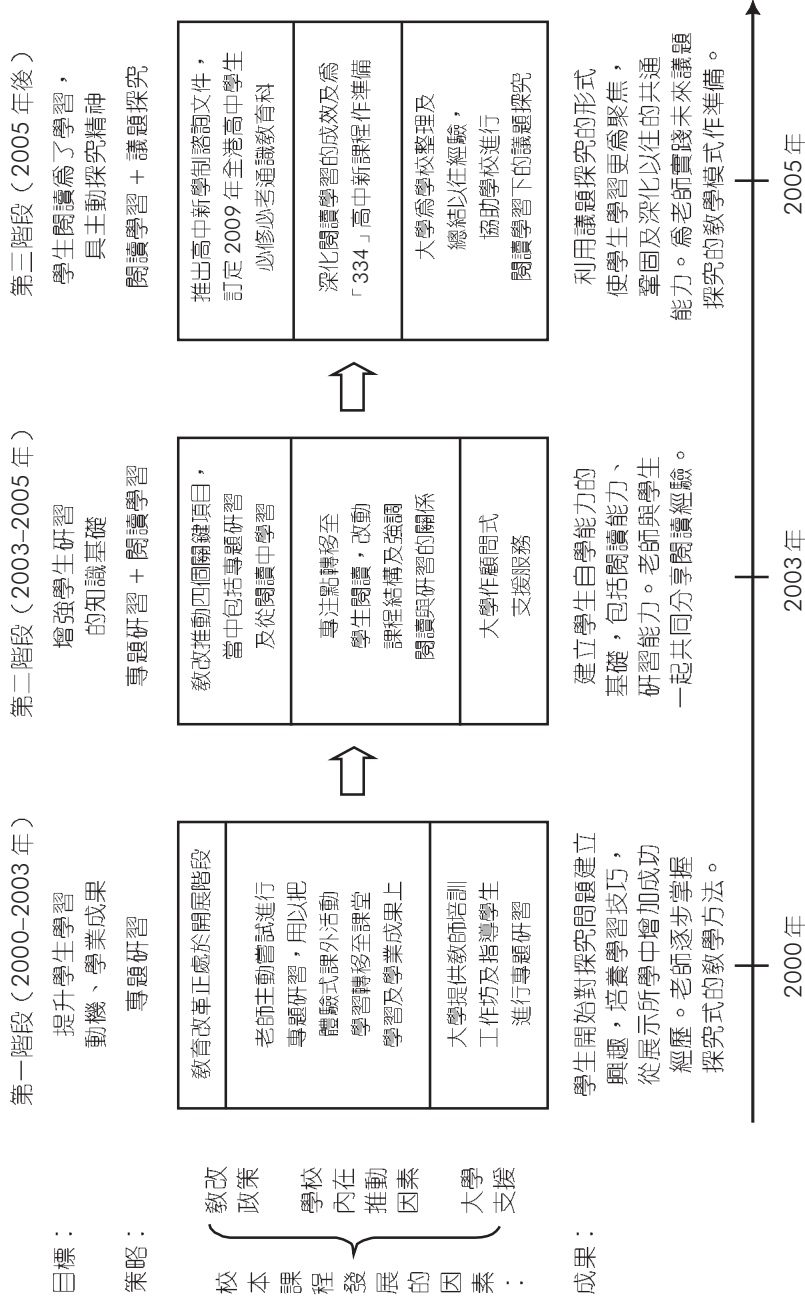 第一階段（2000–2003 年）
第二階段（2003–2005 年）
第三階段（2005 年後）
目標：
提升學生學習
動機、學業成果
增強學生研習
的知識基礎
學生閱讀為了學習，
具主動探究精神
策略：
專題研習
專題研習 + 閱讀學習
閱讀學習 + 議題探究
校本課程發展的因素：
教改
政策
教育改革正處於開展階段
教改推動四個關鍵項目，
當中包括專題研習
及從閱讀中學習
推出高中新學制諮詢文件，
訂定 2009 年全港高中學生
必修必考通識教育科
學校
內在
推動
因素
老師主動嘗試進行
專題研習，用以把
體驗式課外活動
學習轉移至課堂
學習及學業成果上
專注點轉移至
學生閱讀，改動
課程結構及強調
閱讀與研習的關係
深化閱讀學習的成效及為
「334」高中新課程作準備
大學
支援
大學提供教師培訓
工作坊及指導學生
進行專題研習
大學作顧問式
支援服務
大學為學校整理及
總結以往經驗，
協助學校進行
閱讀學習下的議題探究
成果：
學生開始對探究問題建立
興趣，培養學習技巧，
從展示所學中增加成功
經歷。老師逐步掌握
探究式的教學方法。
建立學生自學能力的
基礎，包括閱讀能力、
研習能力。老師與學生
一起共同分享閱讀經驗。
利用議題探究的形式
使學生學習更為聚焦，
鞏固及深化以往的共通
能力。為老師實踐未來議題
探究的教學模式作準備。
2000 年
2003 年
2005 年